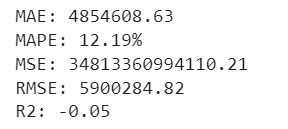 MAE: 4854608.63
MAPE: 12.19%
MSE: 34813360994110.21
RMSE: 5900284.82
R2: -0.05